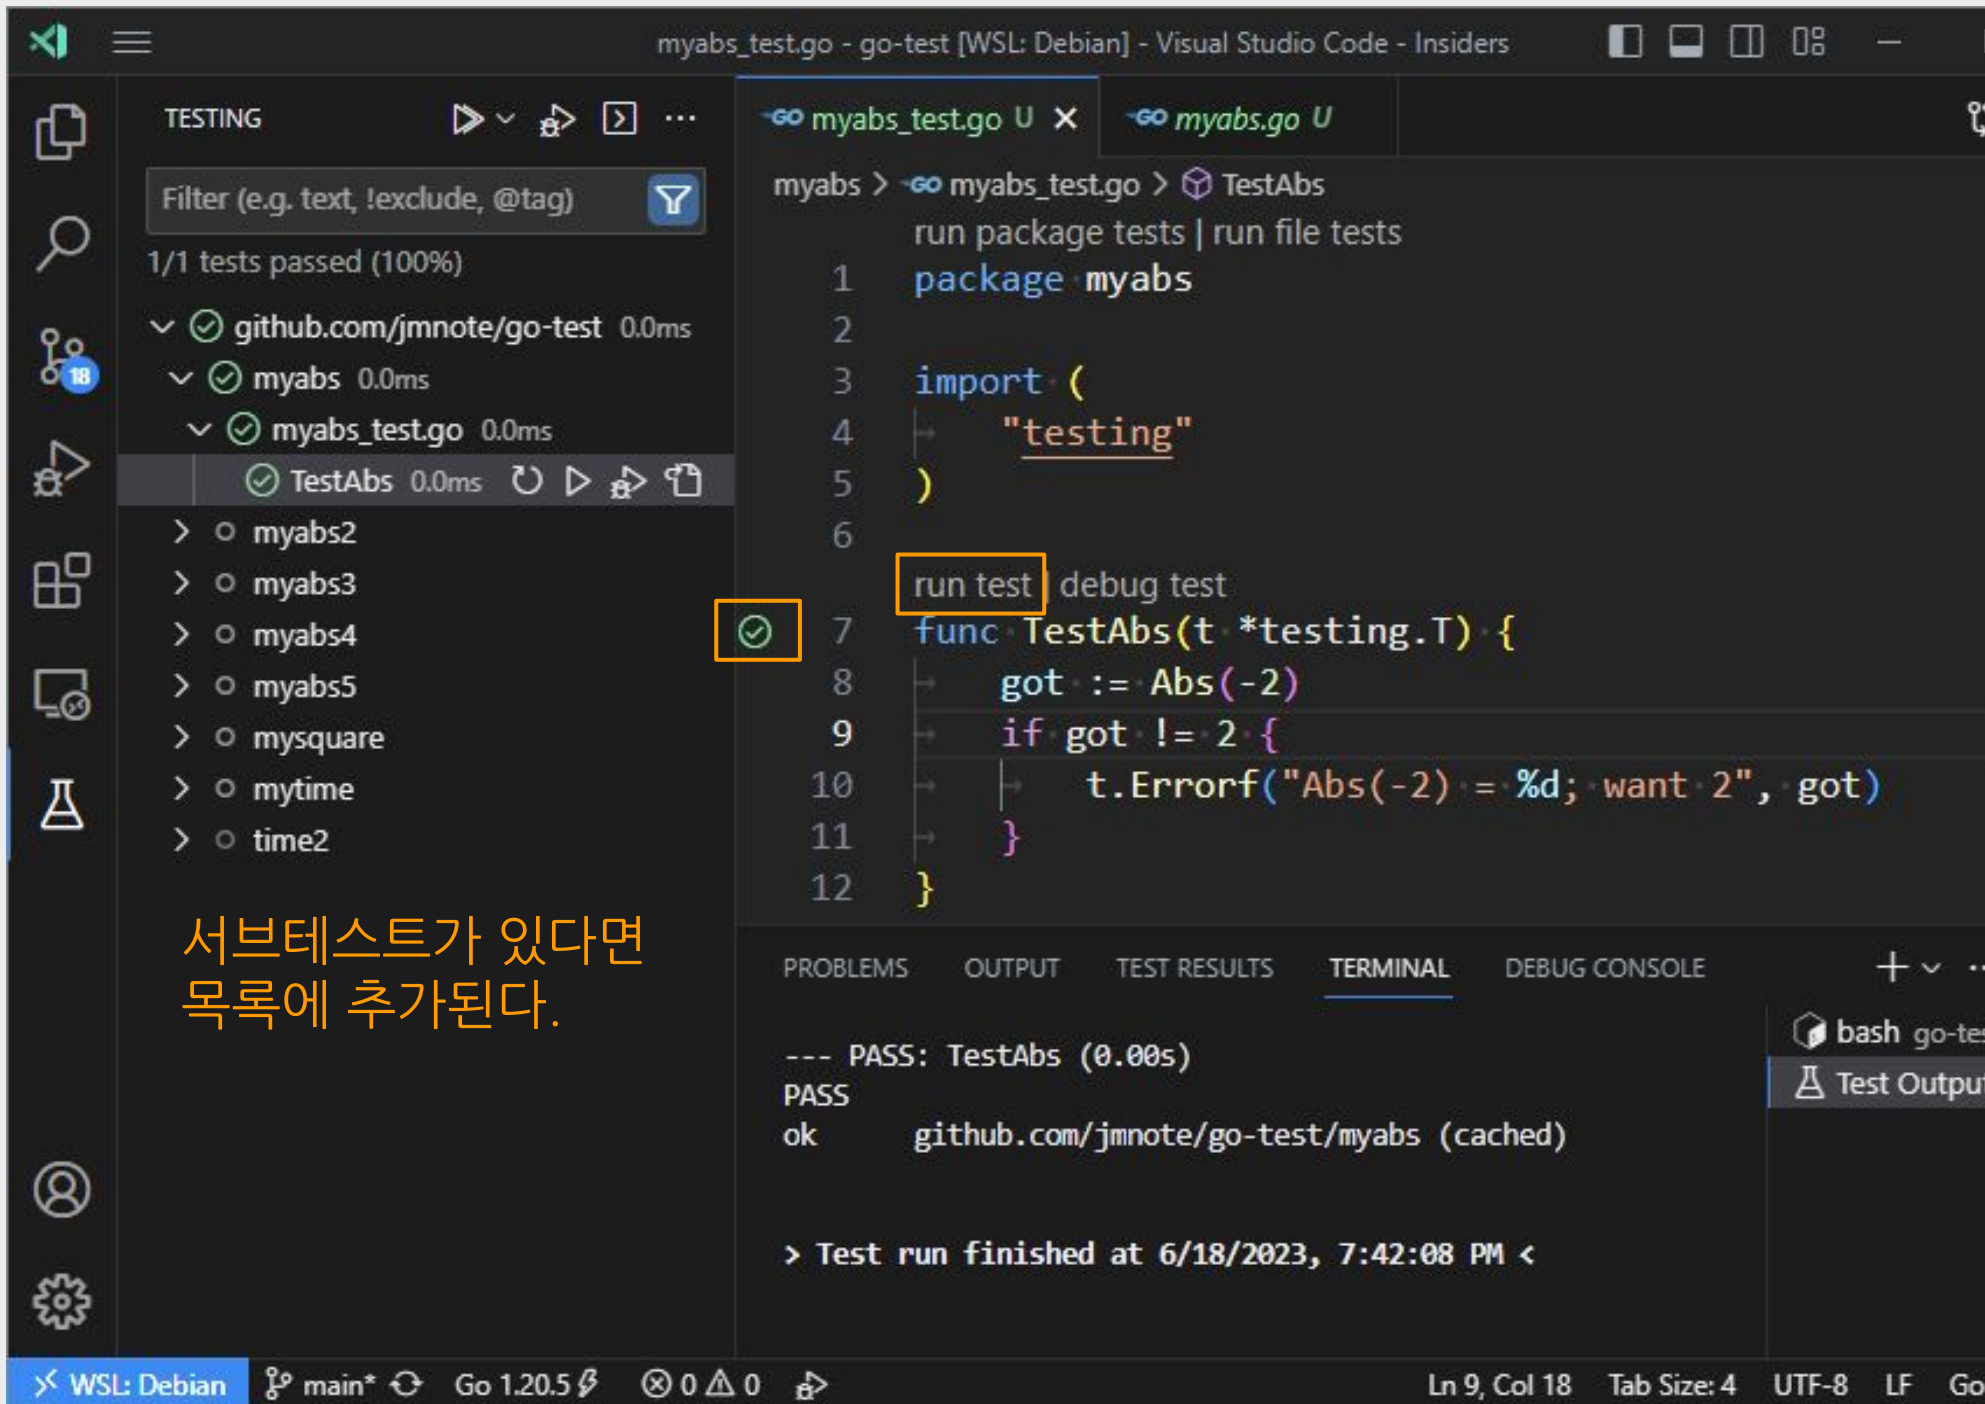 myabs_test.go - go-test [WSL: Debian] - Visual Studio Code - Insiders
TESTING
Filter (e.g. text, !exclude, @tag)
1/1 tests passed (100%)
github.com/jmnote/go-test 0.0ms
myabs 0.0ms
myabs_test.go 0.0ms
TestAbs 0.0ms
myabs2
myabs3
myabs4
myabs5
mysquare
mytime
time2
18
서브테스트가 있다면
목록에 추가된다.
GO myabs_test.go U
GO myabs.go U
myabs > GO myabs_test.go > TestAbs
run package tests | run file tests
1 package myabs
2
3 import (
4 "testing"
5 )
6
run test | debug test
7 func TestAbs(t *testing.T) {
8 got := Abs(-2)
9 if got != 2 {
10 t.Errorf("Abs(-2) = %d; want 2", got)
11 }
12 }
PROBLEMS OUTPUT TEST RESULTS TERMINAL DEBUG CONSOLE
--- PASS: TestAbs (0.00s)
PASS
ok github.com/jmnote/go-test/myabs (cached)
> Test run finished at 6/18/2023, 7:42:08 PM <
bash go-tes
Test Output
WSL: Debian main* Go 1.20.5 0 0 Ln 9, Col 18 Tab Size: 4 UTF-8 LF Go